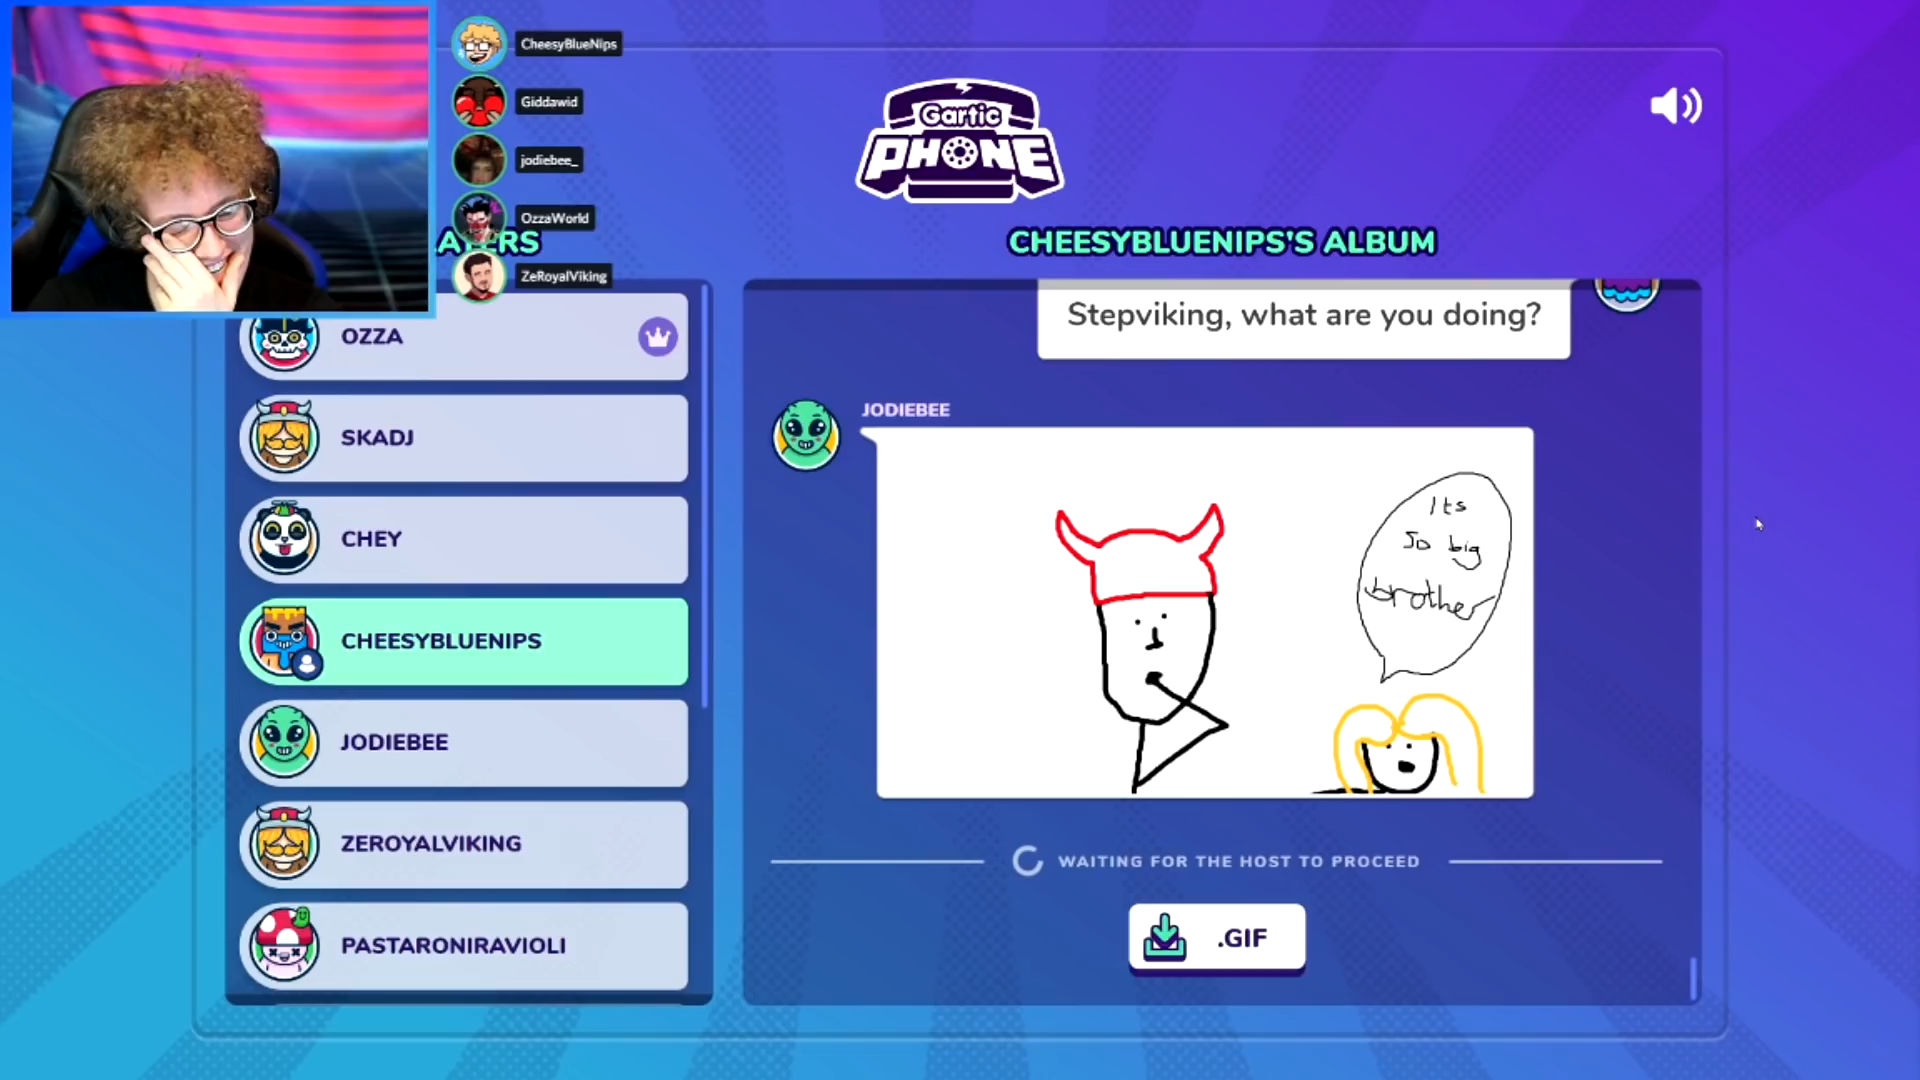 CheesyBlueNips
Giddawid
jodiebee_
OzzaWorld
ZeRoyalViking
Gartic
PHONE
AYERS
CHEESYBLUENIPS'S ALBUM
OZZA
SKADJ
CHEY
CHEESYBLUENIPS
JODIEBEE
ZEROYALVIKING
PASTARONIRAVIOLI
Stepviking, what are you doing?
JODIEBEE
Its
So big
brother
WAITING FOR THE HOST TO PROCEED
.GIF